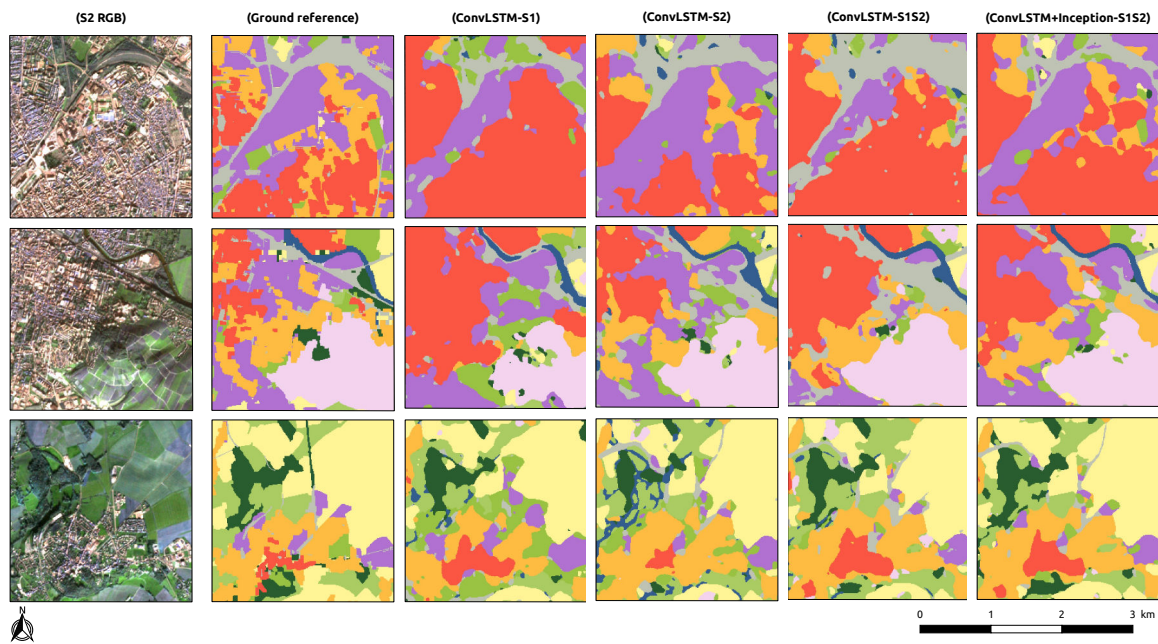 (S2 RGB) (Ground reference) (ConvLSTM-S1) (ConvLSTM-S2) (ConvLSTM-S1S2) (ConvLSTM+Inception-S1S2)
N
0 1 2 3 km